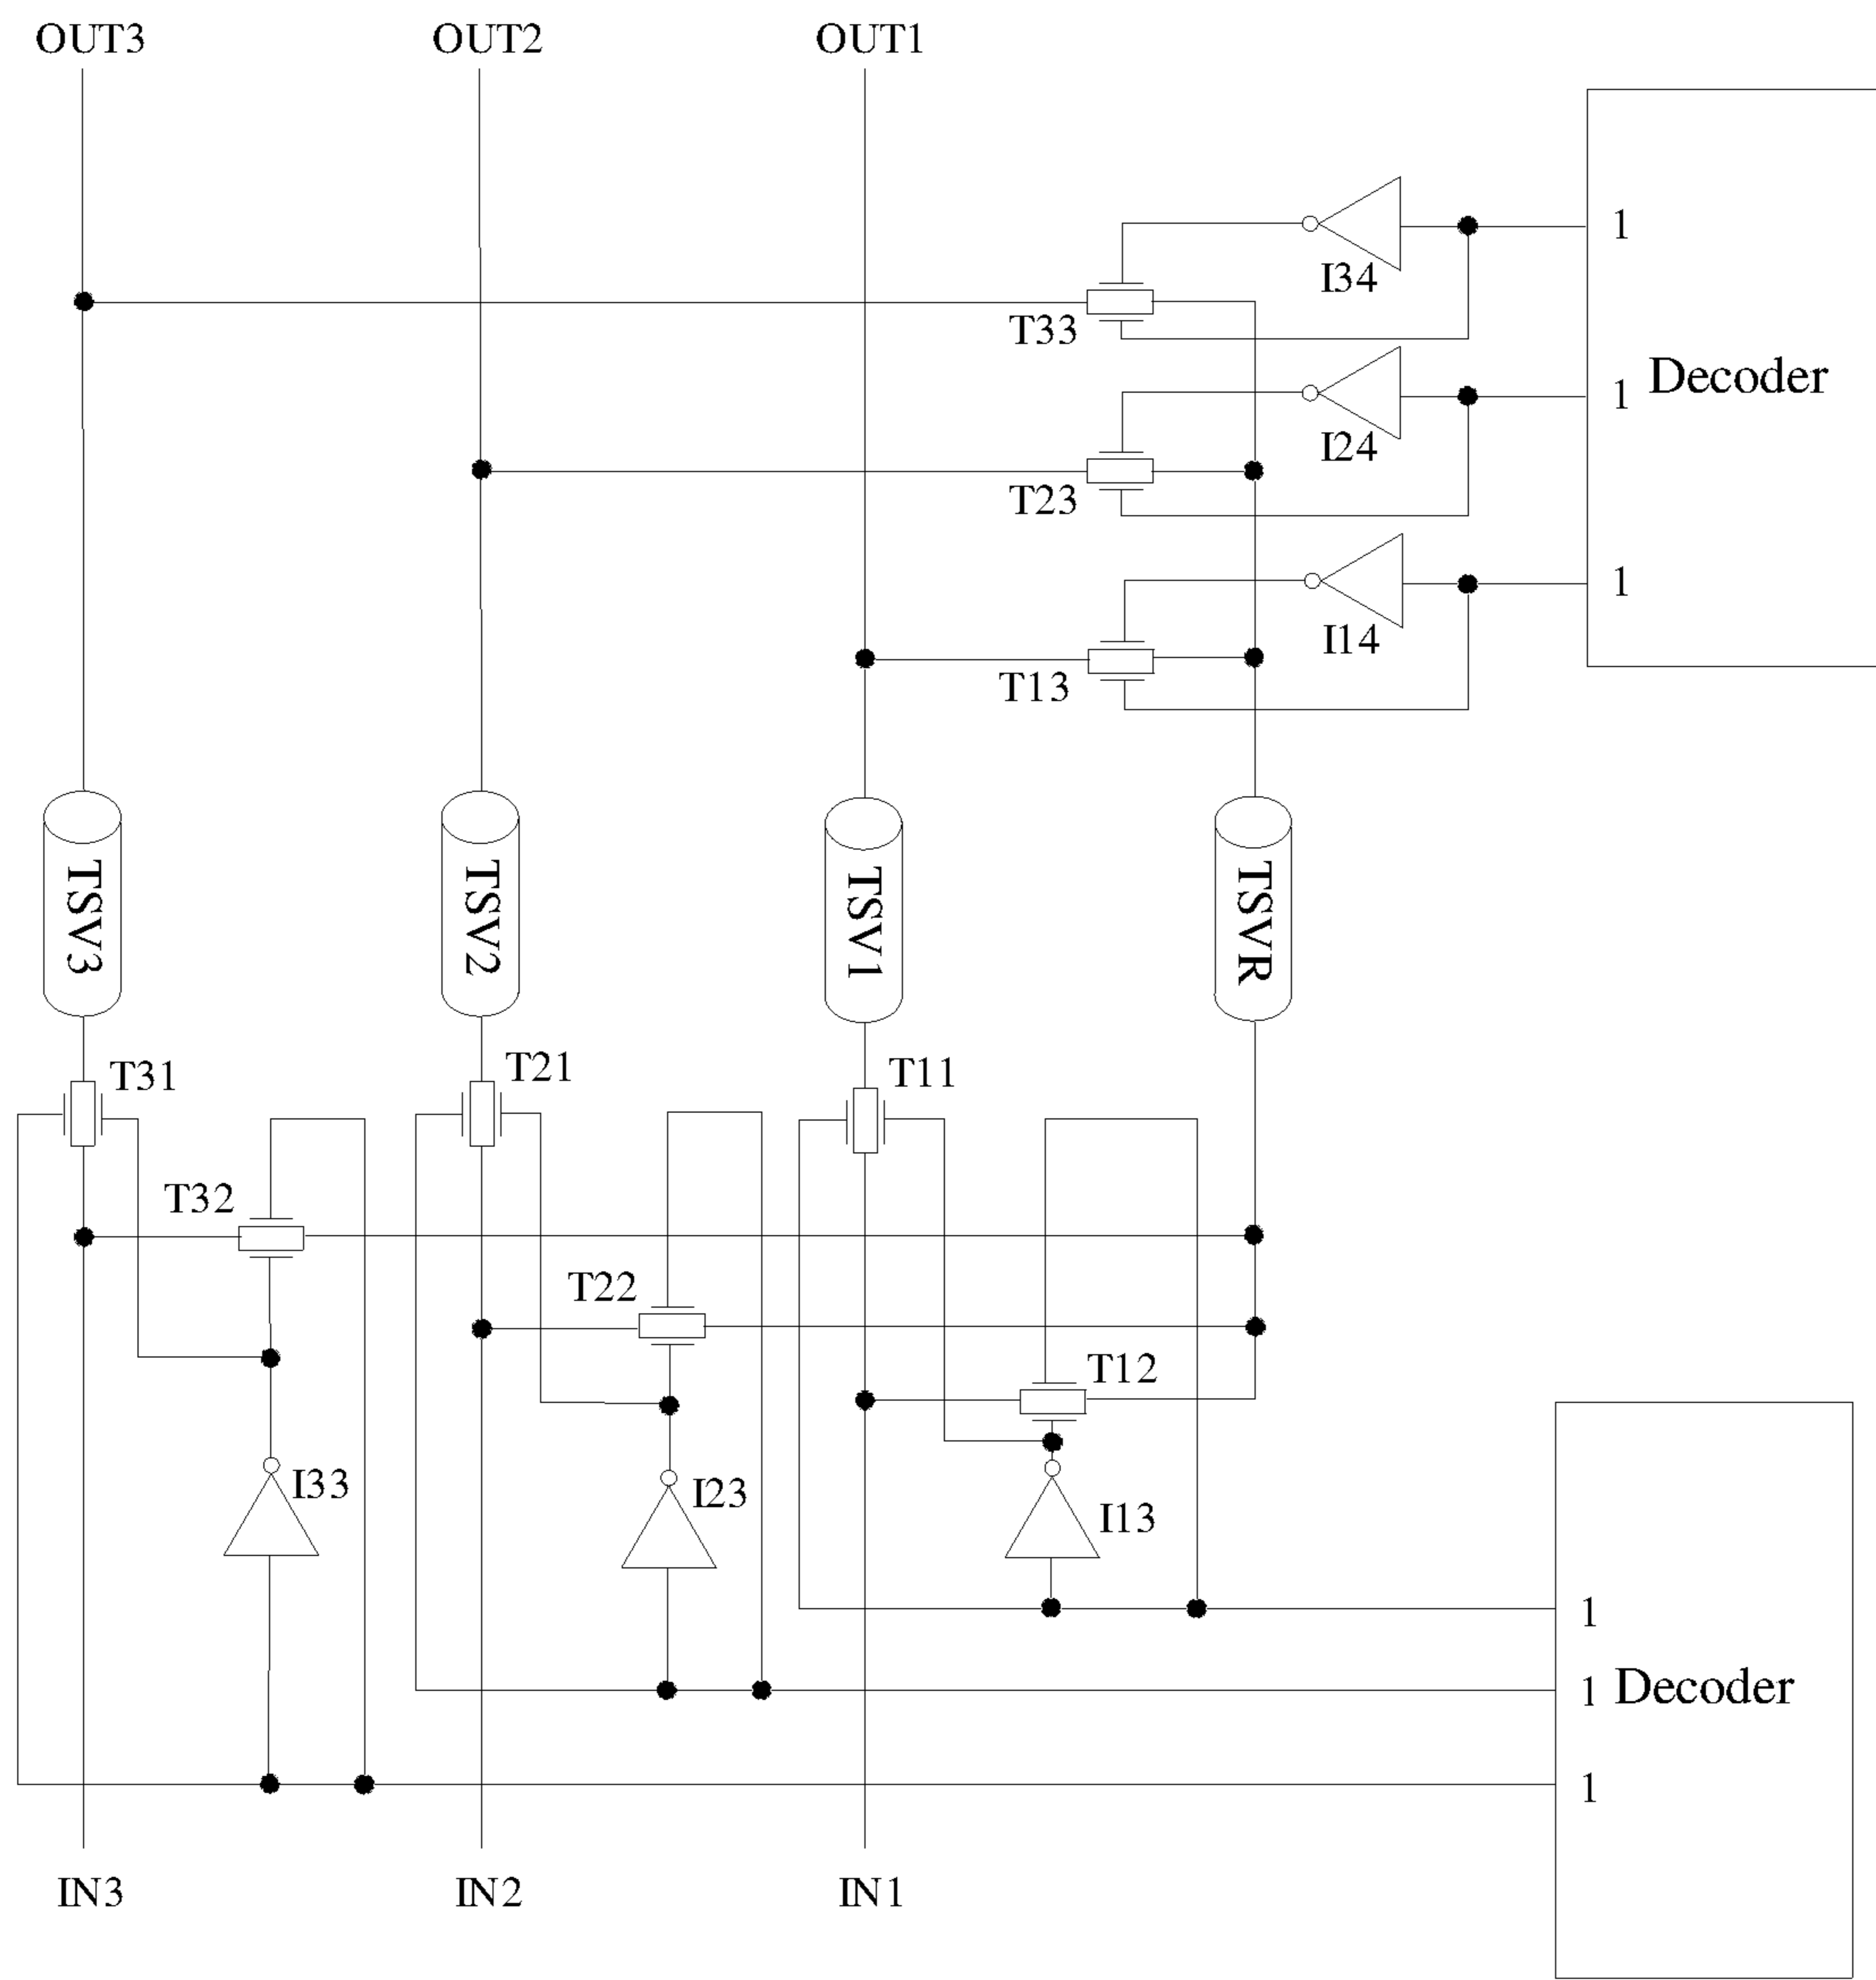 OUT3 OUT2 OUT1
1
I34
T33
Decoder
1
I24
T23
1
I14
T13
TSV3 TSV2 TSV1 TSVR
T31 T21 T11
T32
T22
T12
I33 I23 I13
1
1 Decoder
1
IN3 IN2 IN1